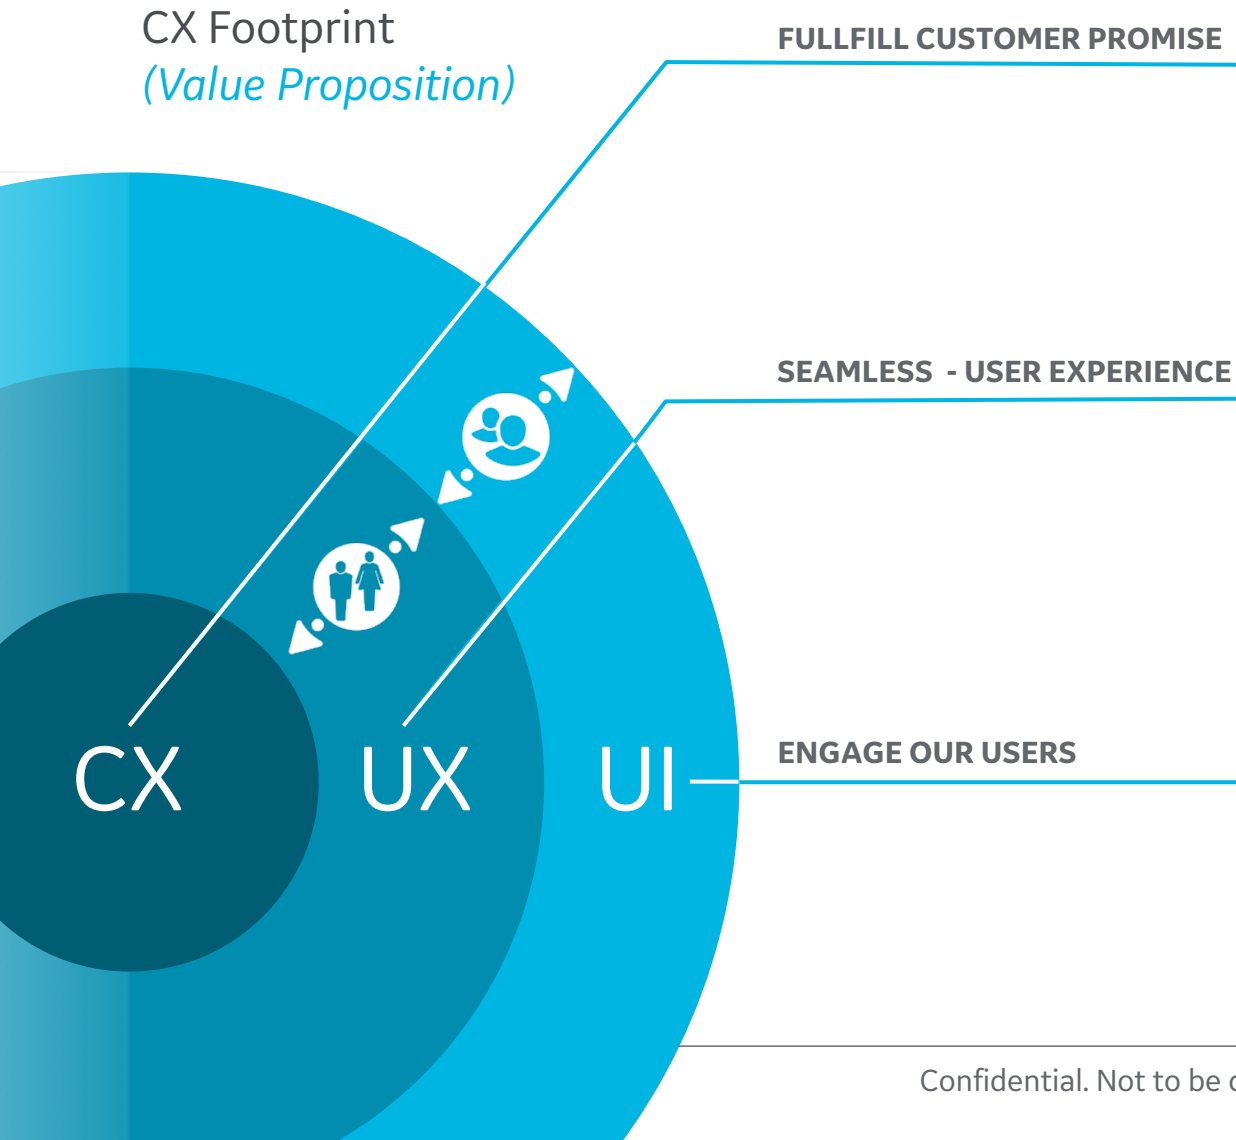 CX Footprint
(Value Proposition)
FULLFILL CUSTOMER PROMISE
SEAMLESS - USER EXPERIENCE
CX UX UI
ENGAGE OUR USERS
Confidential. Not to be